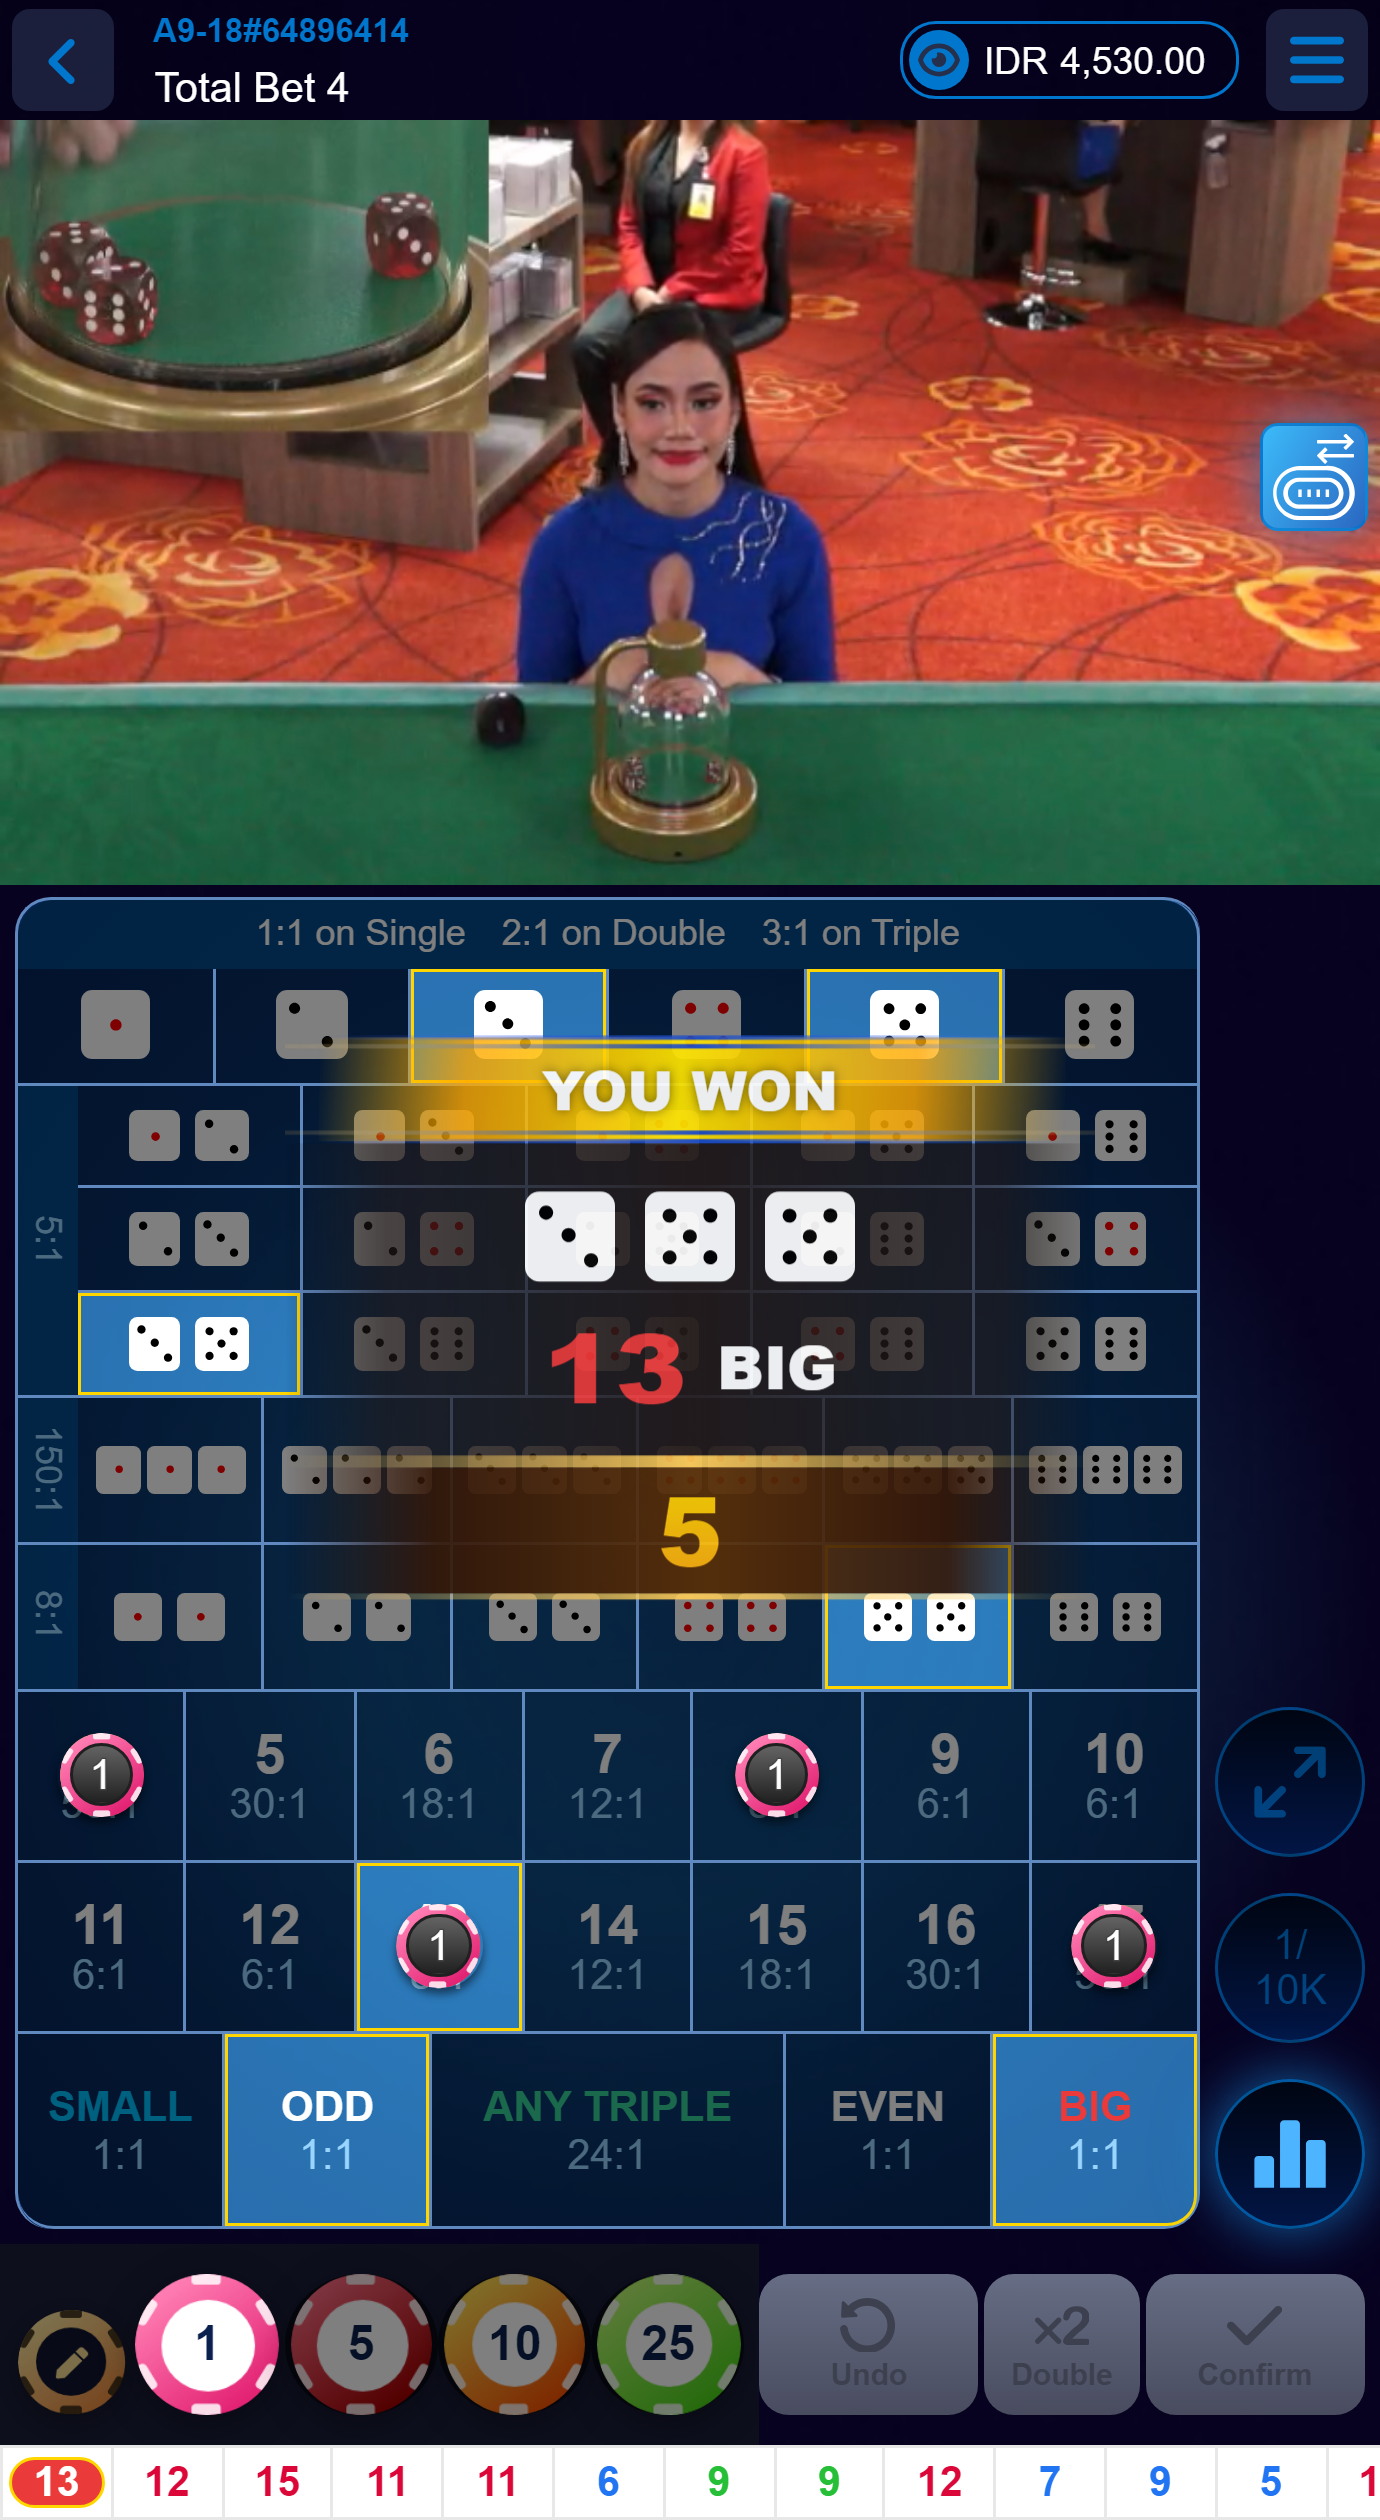 A9-18#64896414
Total Bet 4
IDR 4,530.00
1:1 on Single 2:1 on Double 3:1 on Triple
YOU WON
5:1
13 BIG
150:1
5
8:1
1 5 6 7 1 9 10
30:1 18:1 12:1 6:1 6:1
11 12 1 14 15 16 1
6:1 6:1 12:1 18:1 30:1
SMALL ODD ANY TRIPLE EVEN BIG
1:1 1:1 24:1 1:1 1:1
1/
10K
1 5 10 25
x2
Undo Double Confirm
13 12 15 11 11 6 9 9 12 7 9 5